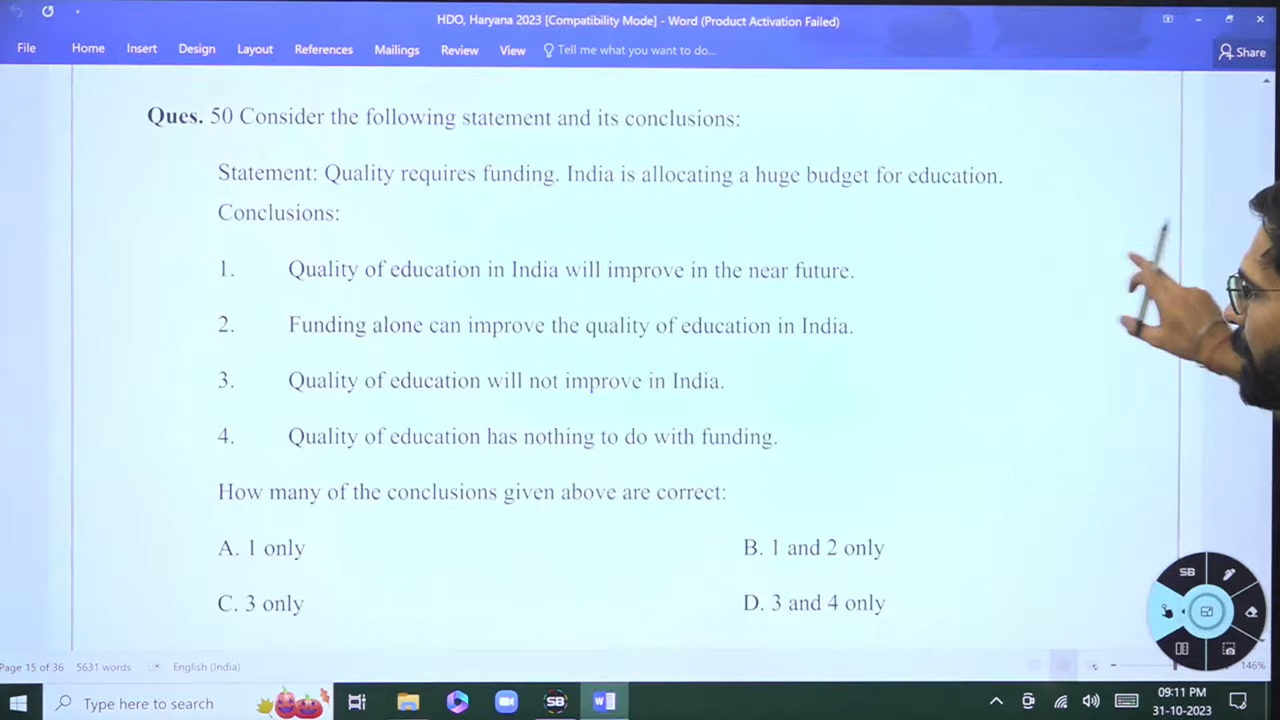 HDO, Haryana 2023 [Compatibility Mode] - Word (Product Activation Failed)
File Home Insert Design Layout References Mailings Review View Tell me what you want to do... Share
Ques. 50 Consider the following statement and its conclusions:
Statement: Quality requires funding. India is allocating a huge budget for education.
Conclusions:
1. Quality of education in India will improve in the near future.
2. Funding alone can improve the quality of education in India.
3. Quality of education will not improve in India.
4. Quality of education has nothing to do with funding.
How many of the conclusions given above are correct:
A. 1 only B. 1 and 2 only
C. 3 only D. 3 and 4 only
SB
Page 15 of 36 5631 words English (India) 146%
Type here to search SB W 09:11 PM
31-10-2023